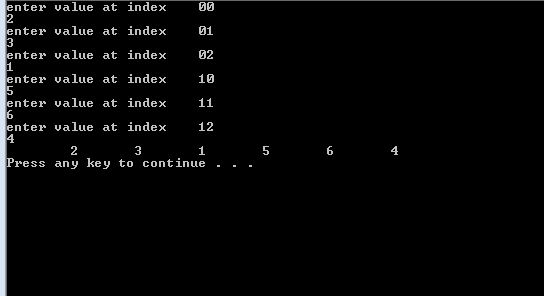 enter value at index    00
2
enter value at index    01
3
enter value at index    02
1
enter value at index    10
5
enter value at index    11
6
enter value at index    12
4
        2       3       1       5       6       4
Press any key to continue . . .